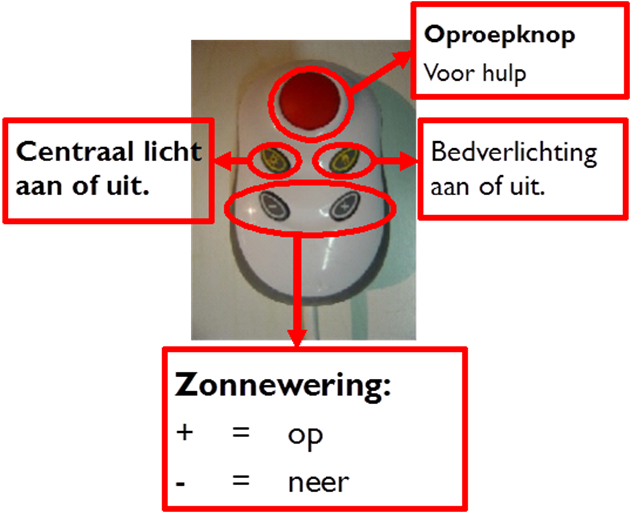 Oproepknop
Voor hulp
Centraal licht
aan of uit.
Bedverlichting
aan of uit.
Zonnewering:
+ = op
- = neer